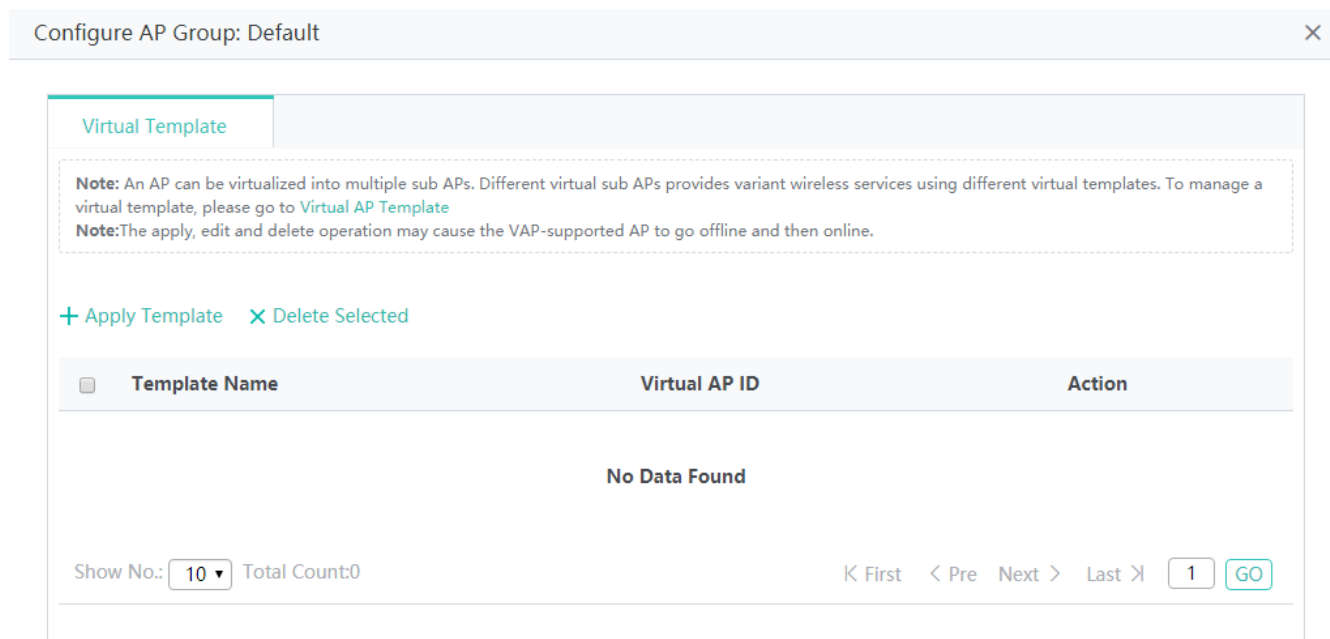 Configure AP Group: Default
Virtual Template
Note: An AP can be virtualized into multiple sub APs. Different virtual sub APs provides variant wireless services using different virtual templates. To manage a
virtual template, please go to Virtual AP Template
Note:The apply, edit and delete operation may cause the VAP-supported AP to go offline and then online.
Apply Template Delete Selected
Template Name Virtual AP ID Action
No Data Found
Show No.: 10 Total Count:0 First Pre Next Last 1 GO